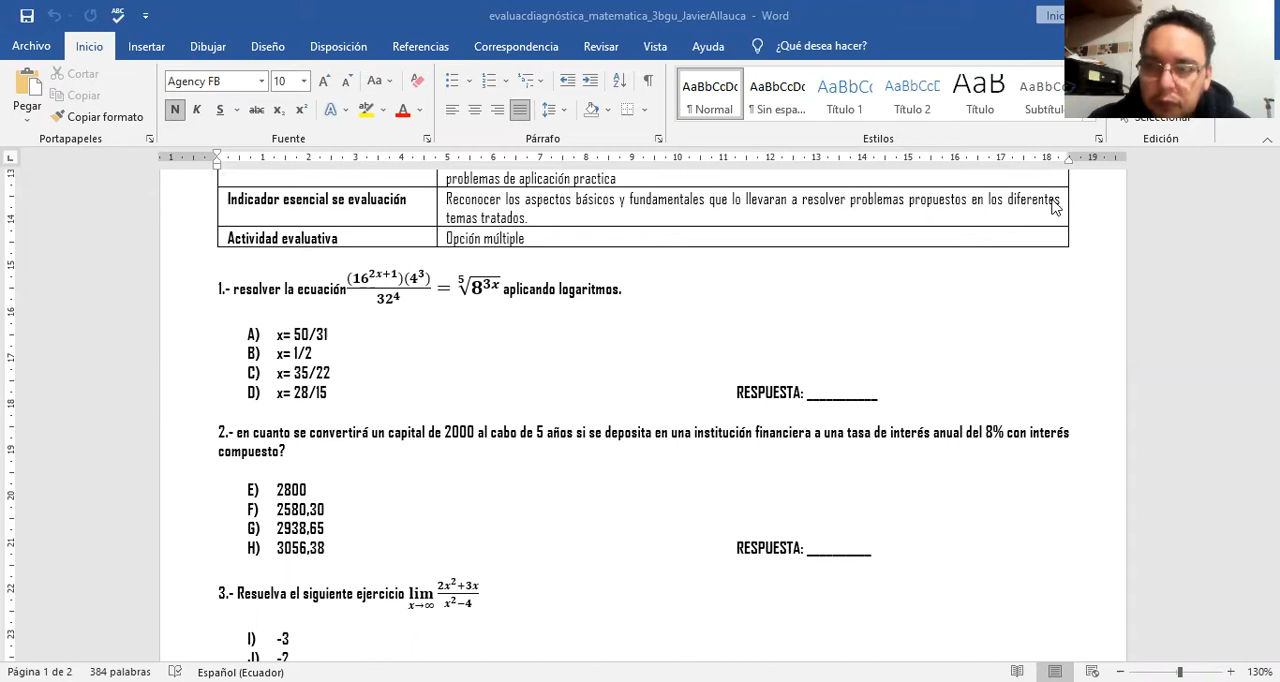 evaluacdiagnóstica_matematica_3bgu_JavierAllauca - Word
Archivo Inicio Insertar Dibujar Diseño Disposición Referencias Correspondencia Revisar Vista Ayuda ¿Qué desea hacer?
Pegar
Cortar
Copiar
Copiar formato
Portapapeles
Agency FB 10
N K S abc x₂ x²
Fuente
Párrafo
AaBbCcDc AaBbCcDc AaBbCc AaBbCcE AaB
¶ Normal ¶ Sin espa... Título 1 Título 2 Título Subtítu
Estilos
Edición
problemas de aplicación practica
Indicador esencial se evaluación Reconocer los aspectos básicos y fundamentales que lo llevaran a resolver problemas propuestos en los diferentes
temas tratados.
Actividad evaluativa Opción múltiple
1.- resolver la ecuación (16^(2x+1))(4^3)/32^4 = ⁵√8^(3x) aplicando logaritmos.
A) x= 50/31
B) x= 1/2
C) x= 35/22
D) x= 28/15 RESPUESTA: ___________
2.- en cuanto se convertirá un capital de 2000 al cabo de 5 años si se deposita en una institución financiera a una tasa de interés anual del 8% con interés
compuesto?
E) 2800
F) 2580,30
G) 2938,65
H) 3056,38 RESPUESTA: __________
3.- Resuelva el siguiente ejercicio lim x→∞ (2x²+3x)/(x²−4)
I) -3
J) -2
Página 1 de 2 384 palabras Español (Ecuador) 130%